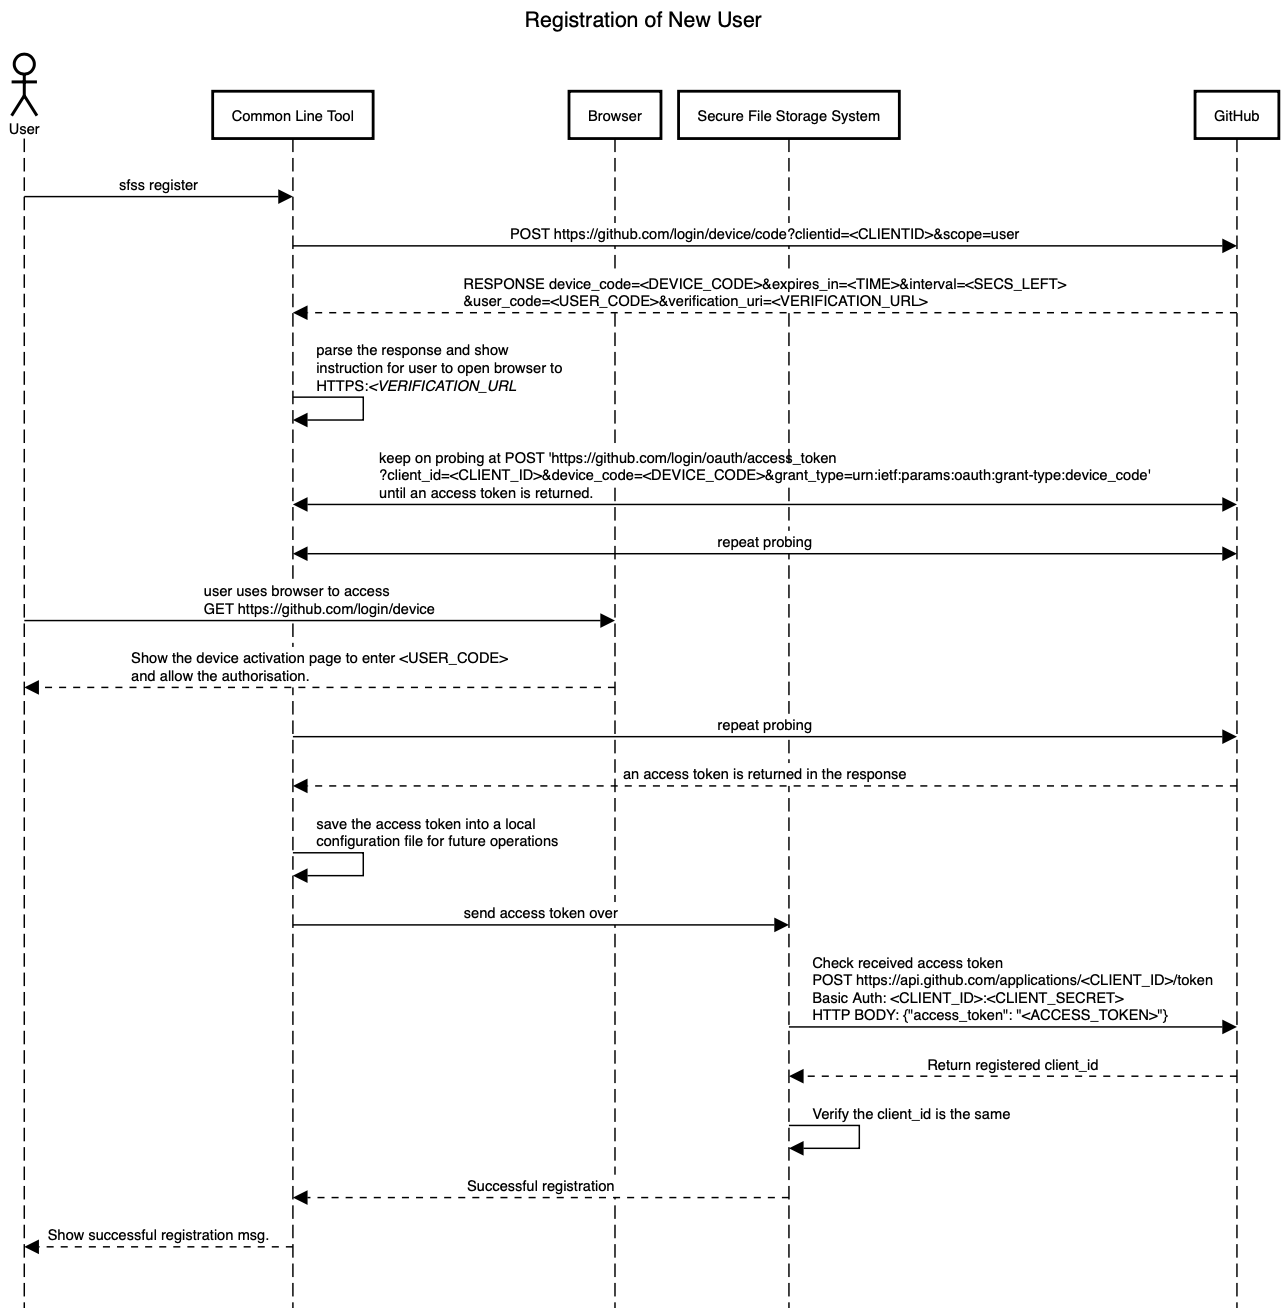 Registration of New User
User
Common Line Tool
Browser
Secure File Storage System
GitHub
sfss register
POST https://github.com/login/device/code?clientid=<CLIENTID>&scope=user
RESPONSE device_code=<DEVICE_CODE>&expires_in=<TIME>&interval=<SECS_LEFT>
&user_code=<USER_CODE>&verification_uri=<VERIFICATION_URL>
parse the response and show
instruction for user to open browser to
HTTPS:<VERIFICATION_URL
keep on probing at POST 'https://github.com/login/oauth/access_token
?client_id=<CLIENT_ID>&device_code=<DEVICE_CODE>&grant_type=urn:ietf:params:oauth:grant-type:device_code'
until an access token is returned.
repeat probing
user uses browser to access
GET https://github.com/login/device
Show the device activation page to enter <USER_CODE>
and allow the authorisation.
repeat probing
an access token is returned in the response
save the access token into a local
configuration file for future operations
send access token over
Check received access token
POST https://api.github.com/applications/<CLIENT_ID>/token
Basic Auth: <CLIENT_ID>:<CLIENT_SECRET>
HTTP BODY: {"access_token": "<ACCESS_TOKEN>"}
Return registered client_id
Verify the client_id is the same
Successful registration
Show successful registration msg.